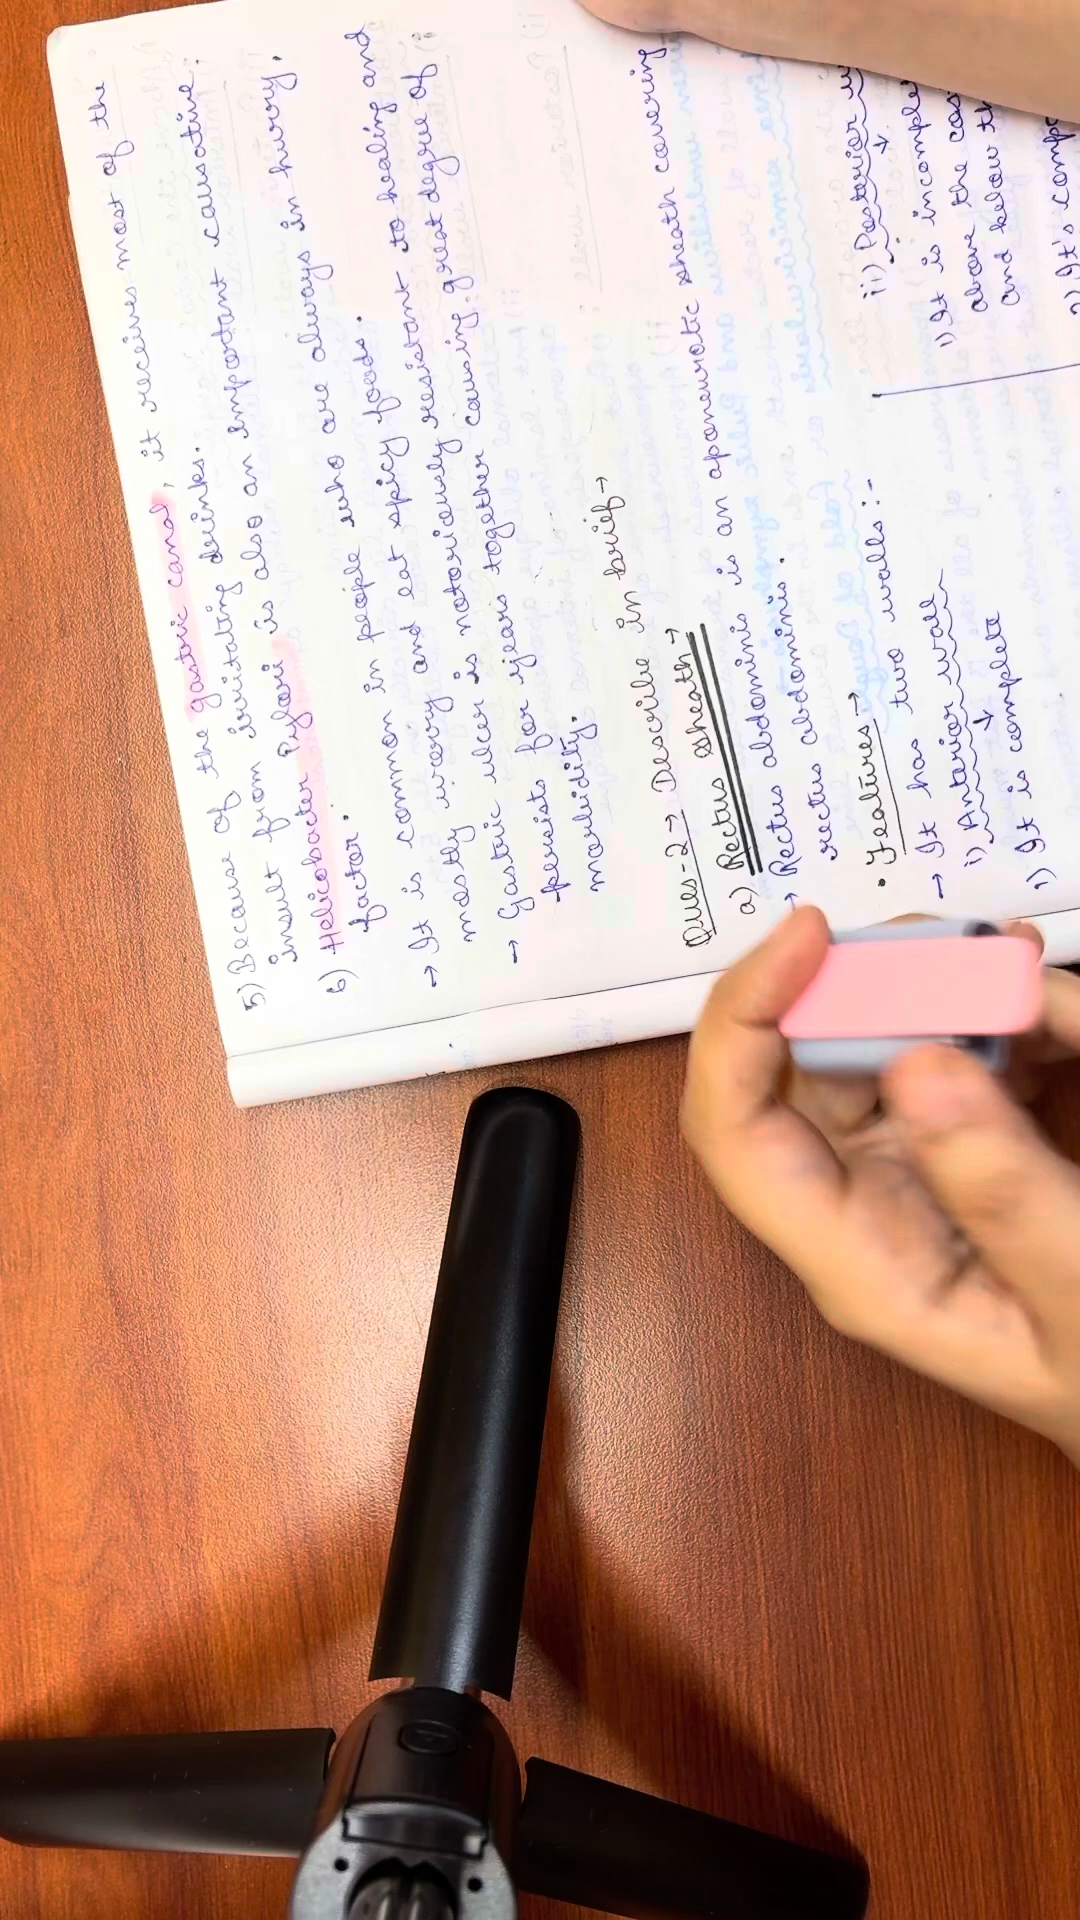 5) Because of the gastric canal, it receives most of the
insult from irritating drinks.
6) Helicobacter Pylori is also an important causative
factor.
→ It is common in people who are always in hurry,
mostly worry and eat spicy foods.
→ Gastric ulcer is notoriously resistant to healing and
persists for years together causing great degree of
morbidity.
Ques-2 → Describe in brief →
a) Rectus sheath →
→ Rectus abdominis is an aponeurotic sheath covering
rectus abdominis.
• Features →
→ It has two walls :-
i) Anterior wall
↓
1) It is complete
ii) Posterior
↓
1) It is
above the
and below
2) It's